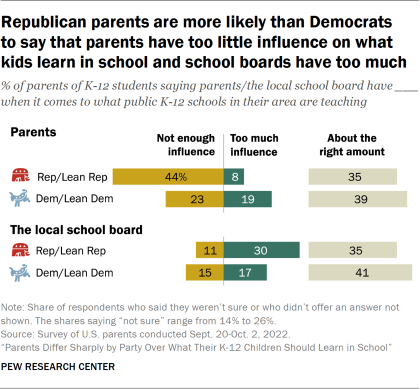 Republican parents are more likely than Democrats
to say that parents have too little influence on what
kids learn in school and school boards have too much
% of parents of K-12 students saying parents/the local school board have ___
when it comes to what public K-12 schools in their area are teaching
Parents
Not enough influence Too much influence About the right amount
Rep/Lean Rep 44% 8 35
Dem/Lean Dem 23 19 39
The local school board
Rep/Lean Rep 11 30 35
Dem/Lean Dem 15 17 41
Note: Share of respondents who said they weren't sure or who didn't offer an answer not
shown. The shares saying "not sure" range from 14% to 26%.
Source: Survey of U.S. parents conducted Sept. 20-Oct. 2, 2022.
"Parents Differ Sharply by Party Over What Their K-12 Children Should Learn in School"
PEW RESEARCH CENTER